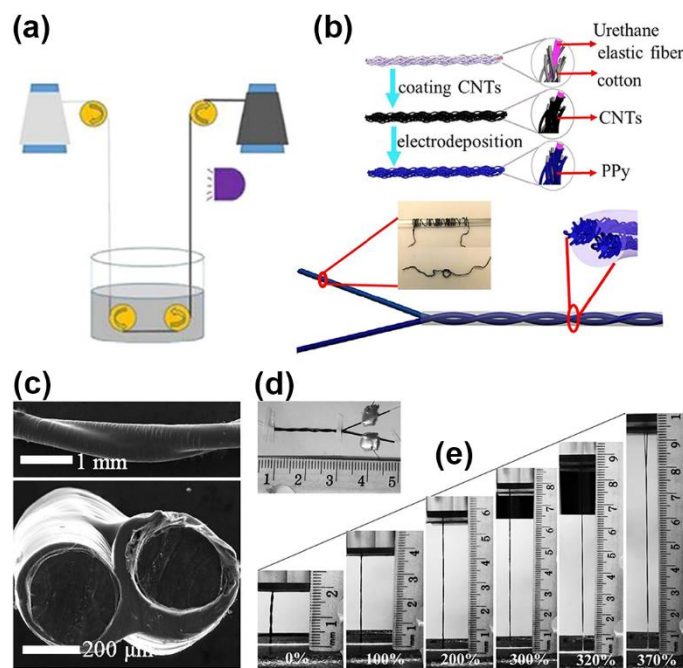 (a)
(b)
Urethane
elastic fiber
cotton
coating CNTs
CNTs
electrodeposition
PPy
(c)
1 mm
200 μm
(d)
1 2 3 4 5
(e)
0%
100%
200%
300%
320%
370%